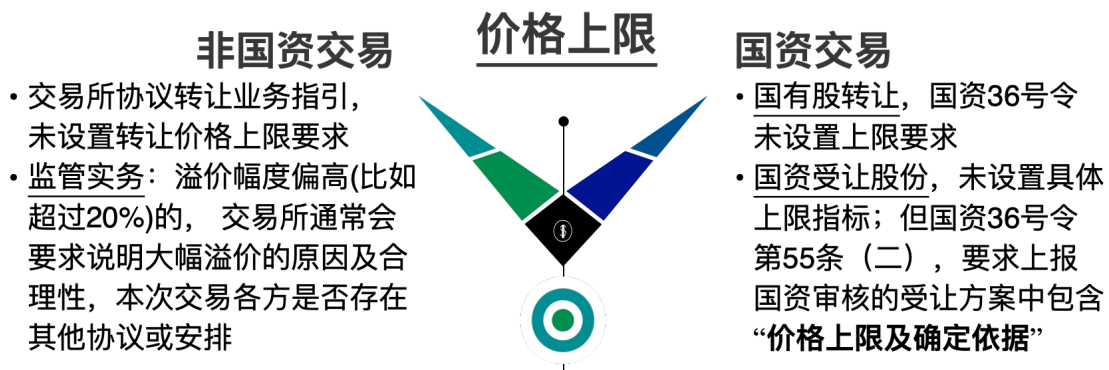 价格上限
非国资交易
• 交易所协议转让业务指引，
未设置转让价格上限要求
• 监管实务：溢价幅度偏高(比如
超过20%)的， 交易所通常会
要求说明大幅溢价的原因及合
理性，本次交易各方是否存在
其他协议或安排
$
国资交易
• 国有股转让，国资36号令
未设置上限要求
• 国资受让股份，未设置具体
上限指标；但国资36号令
第55条（二），要求上报
国资审核的受让方案中包含
“价格上限及确定依据”